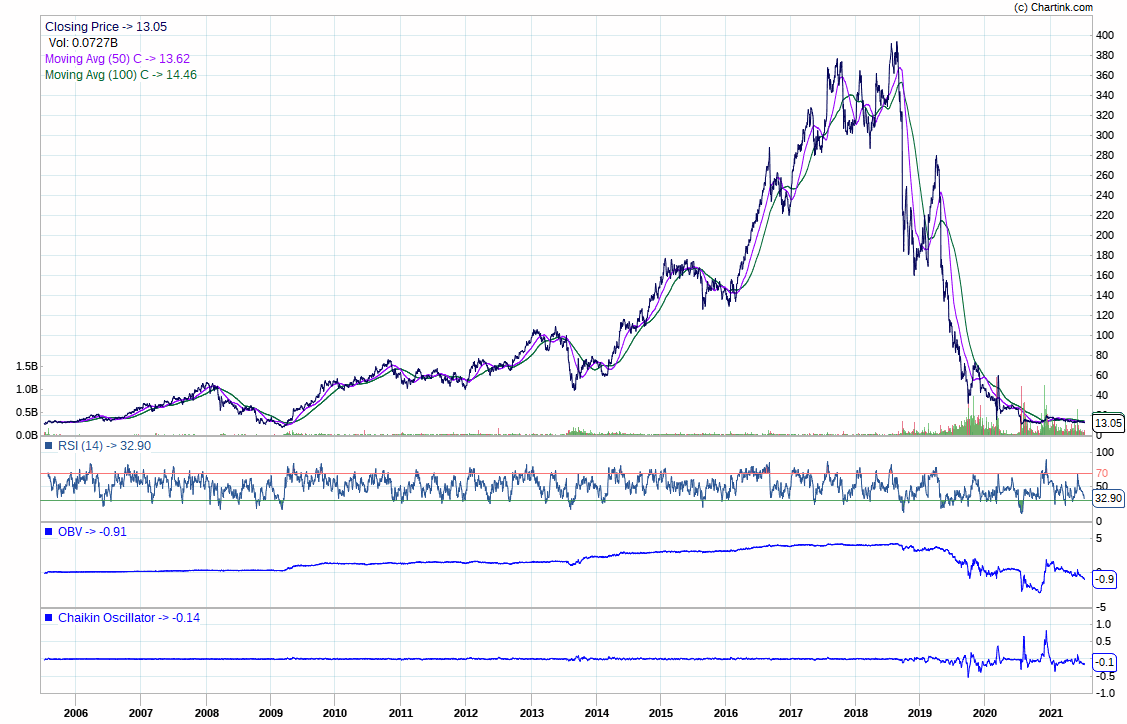 (c) Chartink.com
Closing Price -> 13.05
Vol: 0.0727B
Moving Avg (50) C -> 13.62
Moving Avg (100) C -> 14.46
400
380
360
340
320
300
280
260
240
220
200
180
160
140
120
100
80
60
40
13.05
0
1.5B
1.0B
0.5B
0.0B
RSI (14) -> 32.90
100
70
50
32.90
0
OBV -> -0.91
5
-0.9
-5
Chaikin Oscillator -> -0.14
1.0
0.5
-0.1
-0.5
-1.0
2006 2007 2008 2009 2010 2011 2012 2013 2014 2015 2016 2017 2018 2019 2020 2021